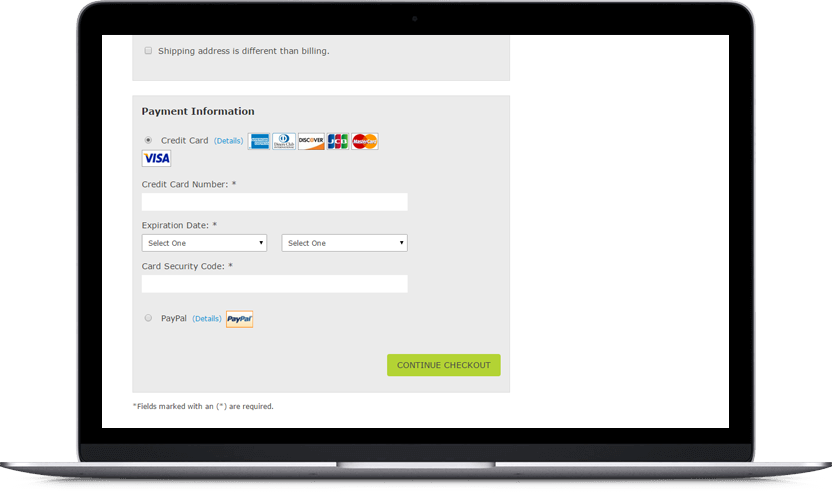 Shipping address is different than billing.
Payment Information
Credit Card (Details) DISCOVER JCB MasterCard
VISA
Credit Card Number: *
Expiration Date: *
Select One Select One
Card Security Code: *
PayPal (Details) PayPal
CONTINUE CHECKOUT
*Fields marked with an (*) are required.